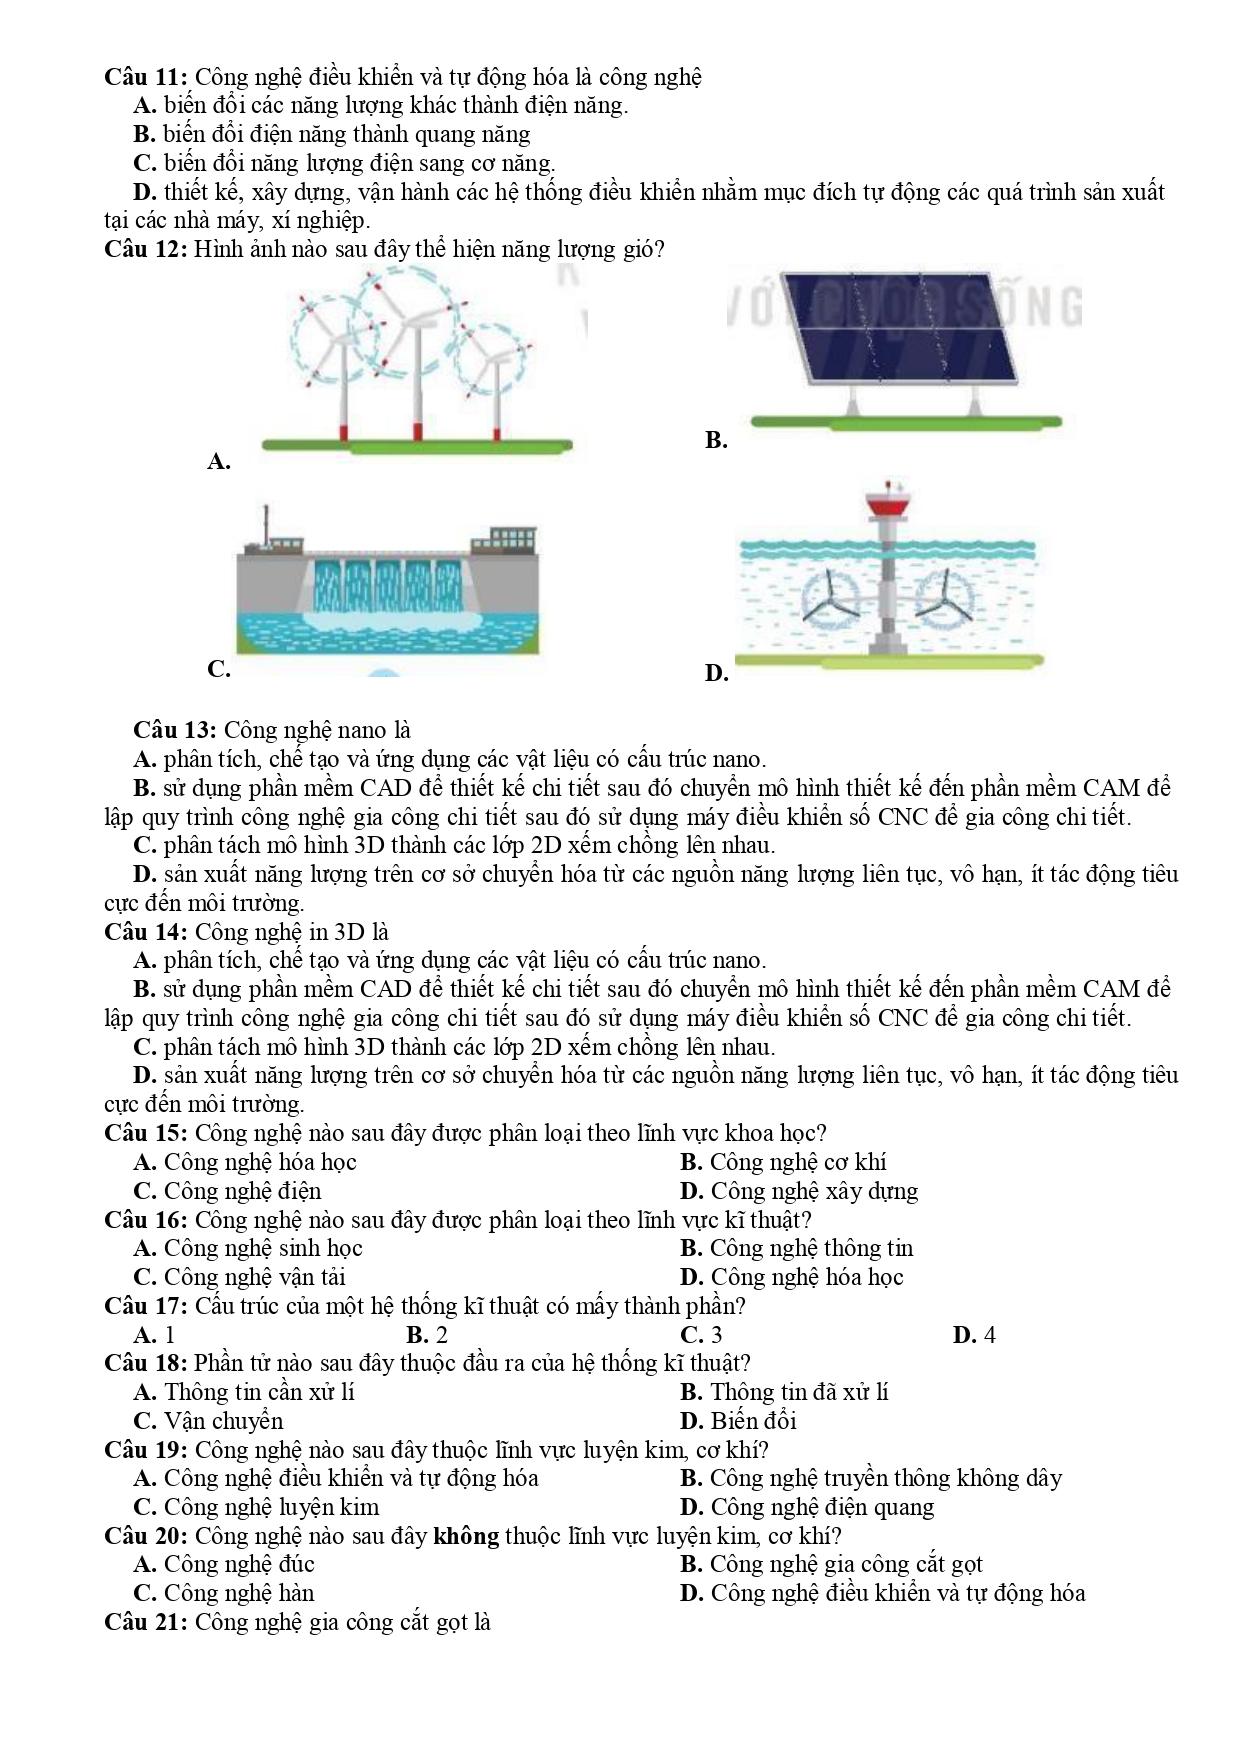 Câu 11: Công nghệ điều khiển và tự động hóa là công nghệ
A. biến đổi các năng lượng khác thành điện năng.
B. biến đổi điện năng thành quang năng
C. biến đổi năng lượng điện sang cơ năng.
D. thiết kế, xây dựng, vận hành các hệ thống điều khiển nhằm mục đích tự động các quá trình sản xuất
tại các nhà máy, xí nghiệp.
Câu 12: Hình ảnh nào sau đây thể hiện năng lượng gió?
VỚI CUỘC SỐNG
A.
B.
C.
D.
Câu 13: Công nghệ nano là
A. phân tích, chế tạo và ứng dụng các vật liệu có cấu trúc nano.
B. sử dụng phần mềm CAD để thiết kế chi tiết sau đó chuyển mô hình thiết kế đến phần mềm CAM để
lập quy trình công nghệ gia công chi tiết sau đó sử dụng máy điều khiển số CNC để gia công chi tiết.
C. phân tách mô hình 3D thành các lớp 2D xếm chồng lên nhau.
D. sản xuất năng lượng trên cơ sở chuyển hóa từ các nguồn năng lượng liên tục, vô hạn, ít tác động tiêu
cực đến môi trường.
Câu 14: Công nghệ in 3D là
A. phân tích, chế tạo và ứng dụng các vật liệu có cấu trúc nano.
B. sử dụng phần mềm CAD để thiết kế chi tiết sau đó chuyển mô hình thiết kế đến phần mềm CAM để
lập quy trình công nghệ gia công chi tiết sau đó sử dụng máy điều khiển số CNC để gia công chi tiết.
C. phân tách mô hình 3D thành các lớp 2D xếm chồng lên nhau.
D. sản xuất năng lượng trên cơ sở chuyển hóa từ các nguồn năng lượng liên tục, vô hạn, ít tác động tiêu
cực đến môi trường.
Câu 15: Công nghệ nào sau đây được phân loại theo lĩnh vực khoa học?
A. Công nghệ hóa học B. Công nghệ cơ khí
C. Công nghệ điện D. Công nghệ xây dựng
Câu 16: Công nghệ nào sau đây được phân loại theo lĩnh vực kĩ thuật?
A. Công nghệ sinh học B. Công nghệ thông tin
C. Công nghệ vận tải D. Công nghệ hóa học
Câu 17: Cấu trúc của một hệ thống kĩ thuật có mấy thành phần?
A. 1 B. 2 C. 3 D. 4
Câu 18: Phần tử nào sau đây thuộc đầu ra của hệ thống kĩ thuật?
A. Thông tin cần xử lí B. Thông tin đã xử lí
C. Vận chuyển D. Biến đổi
Câu 19: Công nghệ nào sau đây thuộc lĩnh vực luyện kim, cơ khí?
A. Công nghệ điều khiển và tự động hóa B. Công nghệ truyền thông không dây
C. Công nghệ luyện kim D. Công nghệ điện quang
Câu 20: Công nghệ nào sau đây không thuộc lĩnh vực luyện kim, cơ khí?
A. Công nghệ đúc B. Công nghệ gia công cắt gọt
C. Công nghệ hàn D. Công nghệ điều khiển và tự động hóa
Câu 21: Công nghệ gia công cắt gọt là